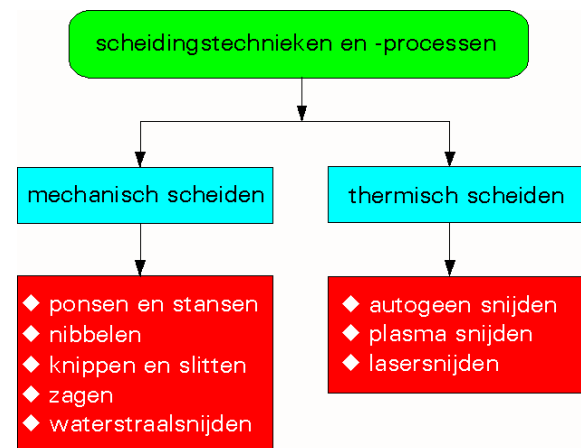 scheidingstechnieken en -processen
mechanisch scheiden
thermisch scheiden
◆ ponsen en stansen
◆ nibbelen
◆ knippen en slitten
◆ zagen
◆ waterstraalsnijden
◆ autogeen snijden
◆ plasma snijden
◆ lasersnijden